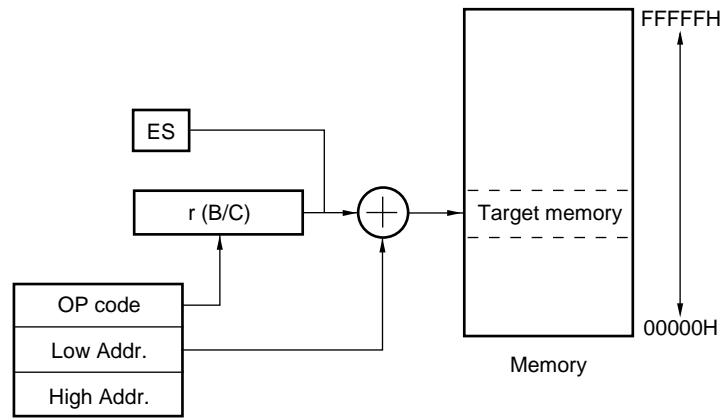 FFFFFH
ES
r (B/C)
Target memory
OP code
Low Addr.
High Addr.
00000H
Memory